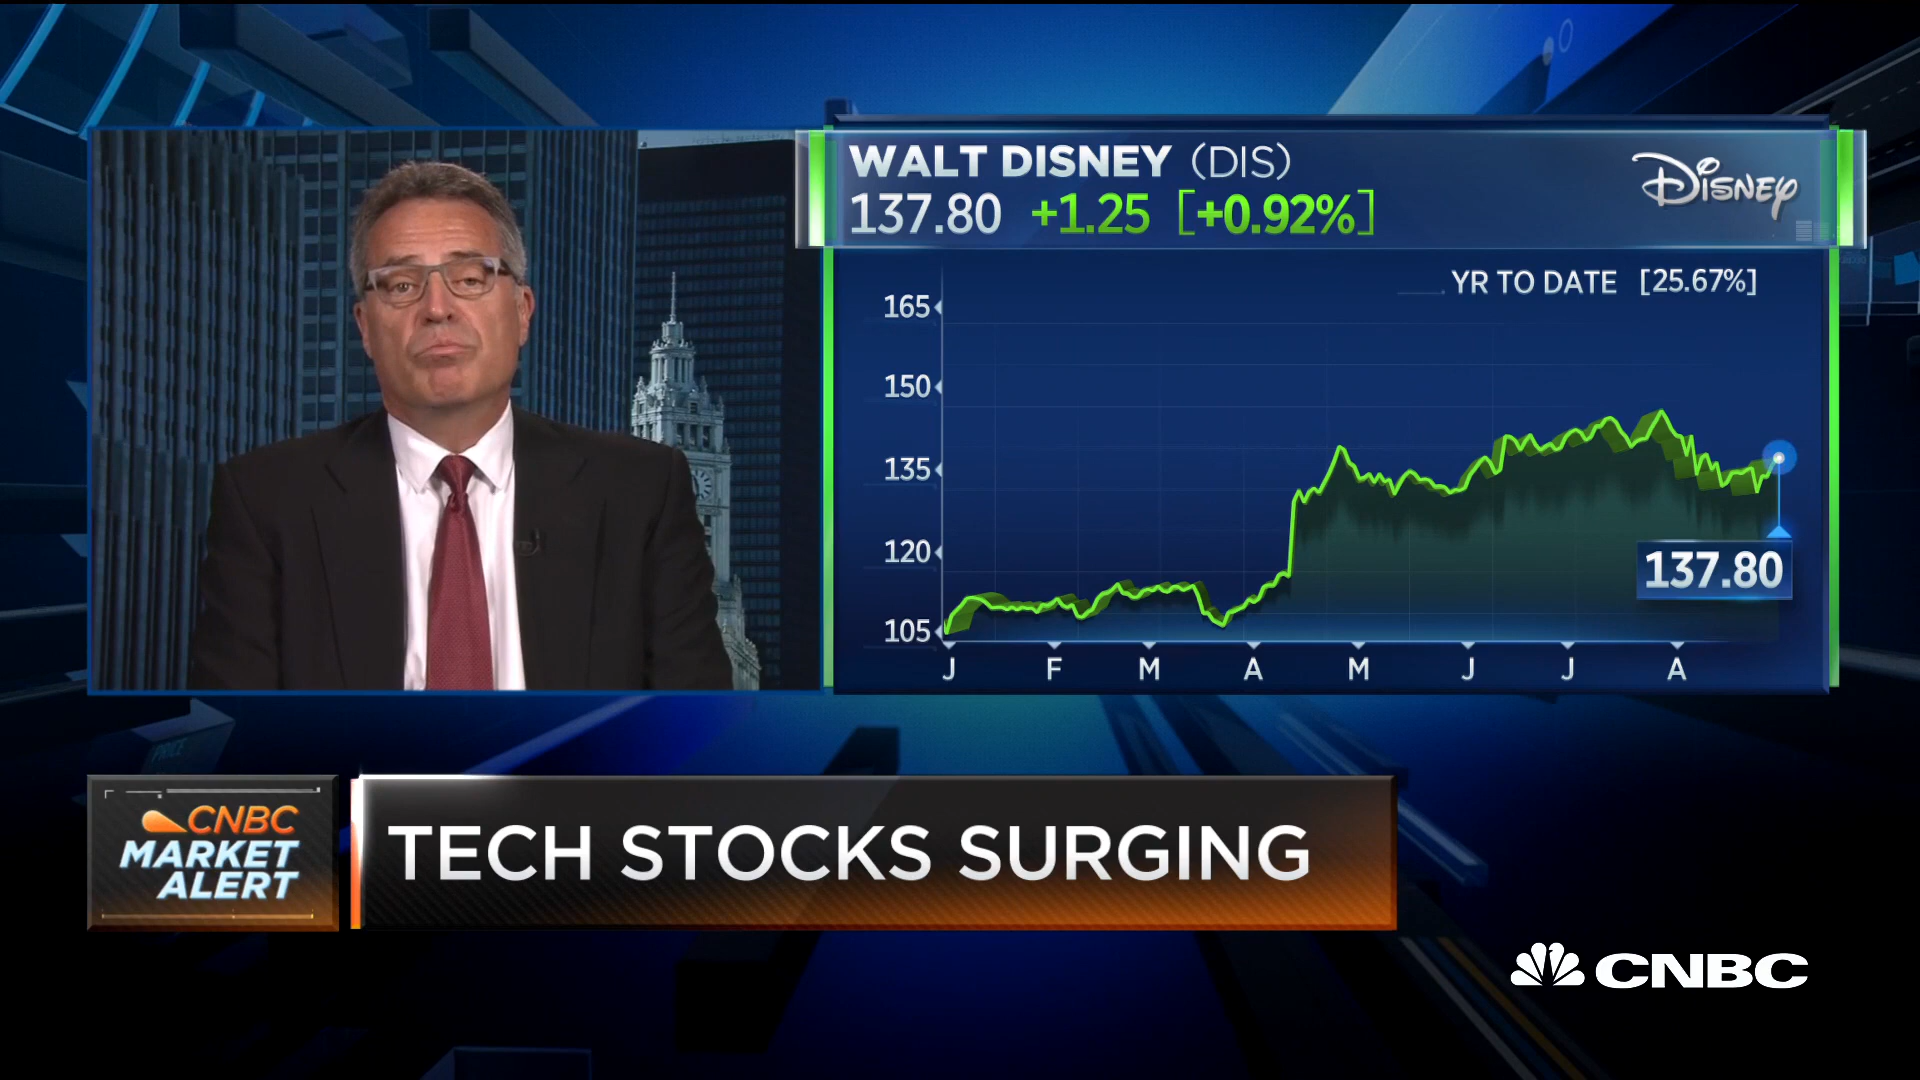 WALT DISNEY (DIS)
DISNEY
137.80 +1.25 [+0.92%]
YR TO DATE [25.67%]
165
150
135
120
105
137.80
J F M A M J J A
CNBC
MARKET
ALERT
TECH STOCKS SURGING
CNBC
PRICE